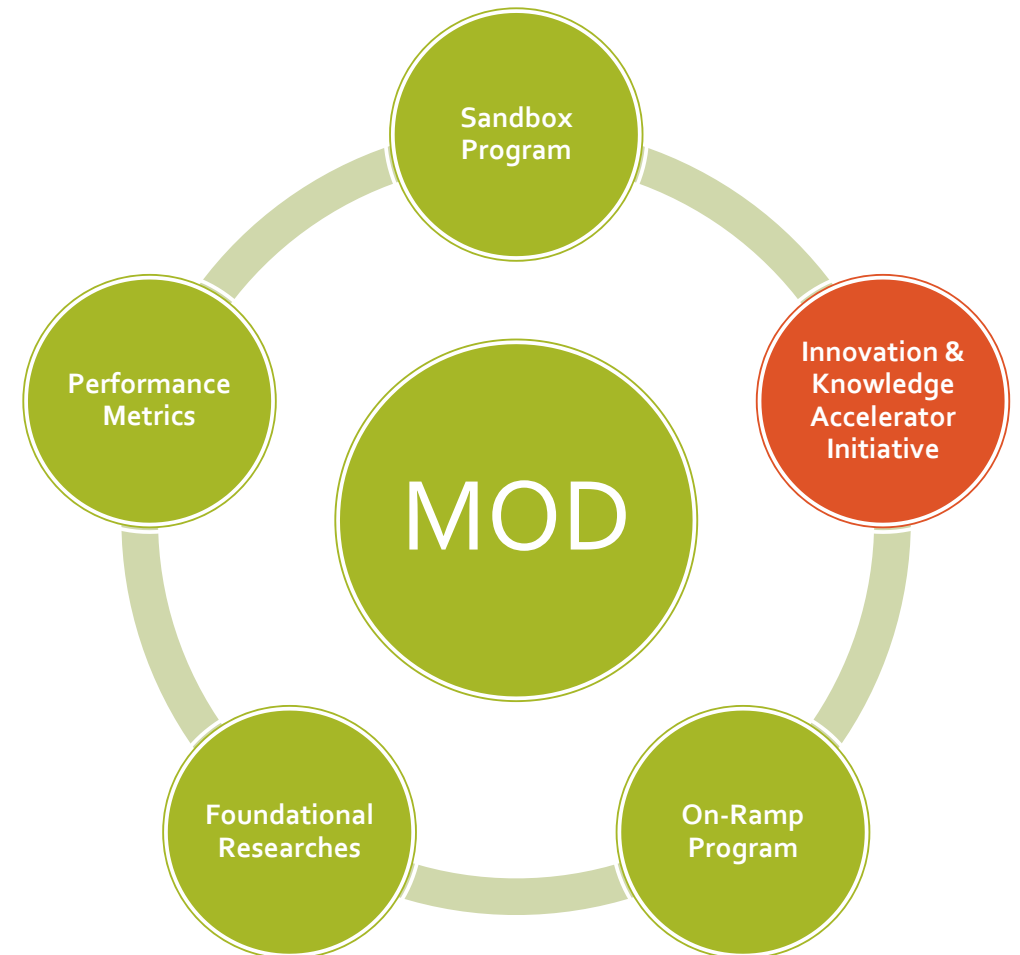 Sandbox
Program
Innovation &
Knowledge
Accelerator
Initiative
On-Ramp
Program
Foundational
Researches
Performance
Metrics
MOD